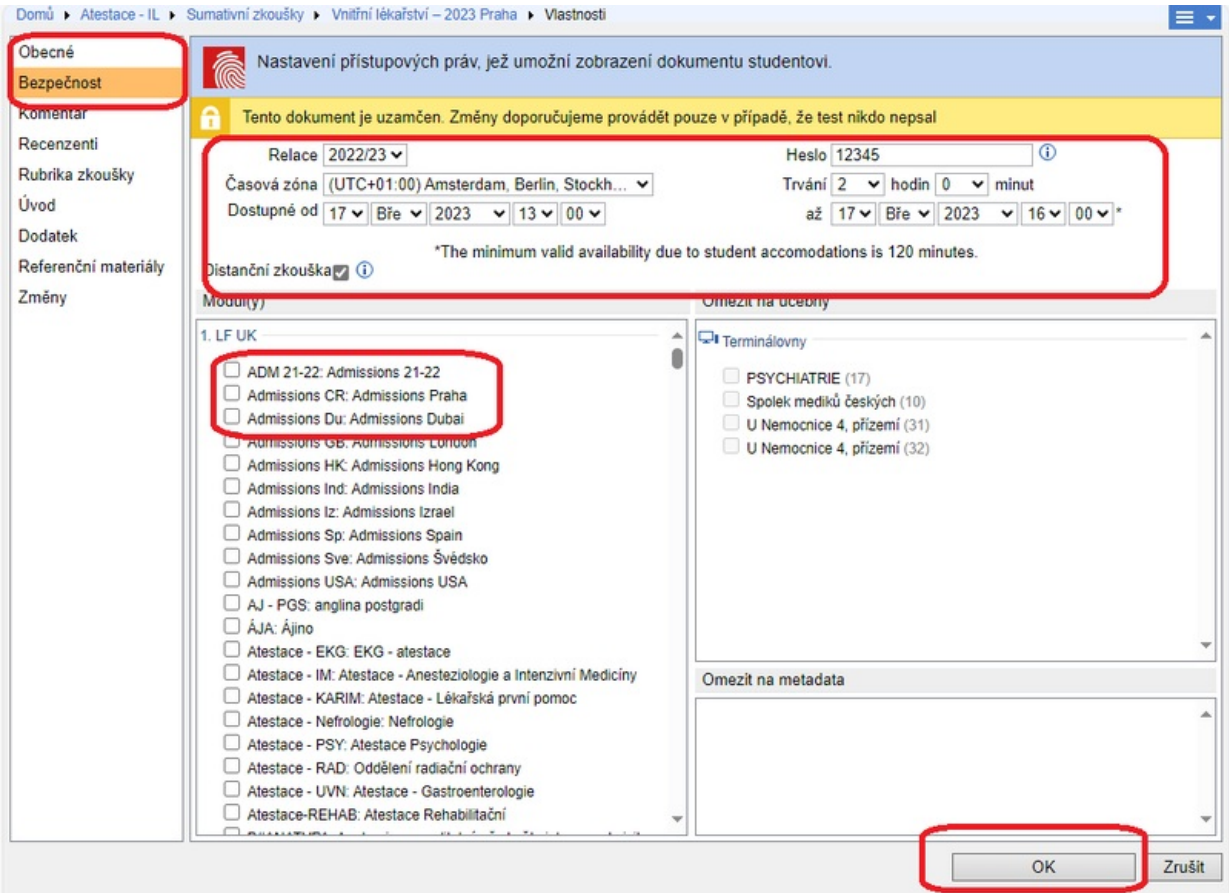 Domů ▸ Atestace - IL ▸ Sumativní zkoušky ▸ Vnitřní lékařství – 2023 Praha ▸ Vlastnosti
Obecné
Bezpečnost
Komentář
Recenzenti
Rubrika zkoušky
Úvod
Dodatek
Referenční materiály
Změny
Nastavení přístupových práv, jež umožní zobrazení dokumentu studentovi.
Tento dokument je uzamčen. Změny doporučujeme provádět pouze v případě, že test nikdo nepsal
Relace 2022/23 Heslo 12345
Časová zóna (UTC+01:00) Amsterdam, Berlin, Stockh... Trvání 2 hodin 0 minut
Dostupné od 17 Bře 2023 13 00 až 17 Bře 2023 16 00 *
*The minimum valid availability due to student accomodations is 120 minutes.
Distanční zkouška
Modul(y)
1. LF UK
ADM 21-22: Admissions 21-22
Admissions CR: Admissions Praha
Admissions Du: Admissions Dubai
Admissions GB: Admissions London
Admissions HK: Admissions Hong Kong
Admissions Ind: Admissions India
Admissions Iz: Admissions Izrael
Admissions Sp: Admissions Spain
Admissions Sve: Admissions Švédsko
Admissions USA: Admissions USA
AJ - PGS: anglina postgradi
ÁJA: Ájino
Atestace - EKG: EKG - atestace
Atestace - IM: Atestace - Anesteziologie a Intenzivní Medicíny
Atestace - KARIM: Atestace - Lékařská první pomoc
Atestace - Nefrologie: Nefrologie
Atestace - PSY: Atestace Psychologie
Atestace - RAD: Oddělení radiační ochrany
Atestace - UVN: Atestace - Gastroenterologie
Atestace-REHAB: Atestace Rehabilitační
Omezit na učebny
Terminálovny
PSYCHIATRIE (17)
Spolek mediků českých (10)
U Nemocnice 4, přízemí (31)
U Nemocnice 4, přízemí (32)
Omezit na metadata
OK
Zrušit